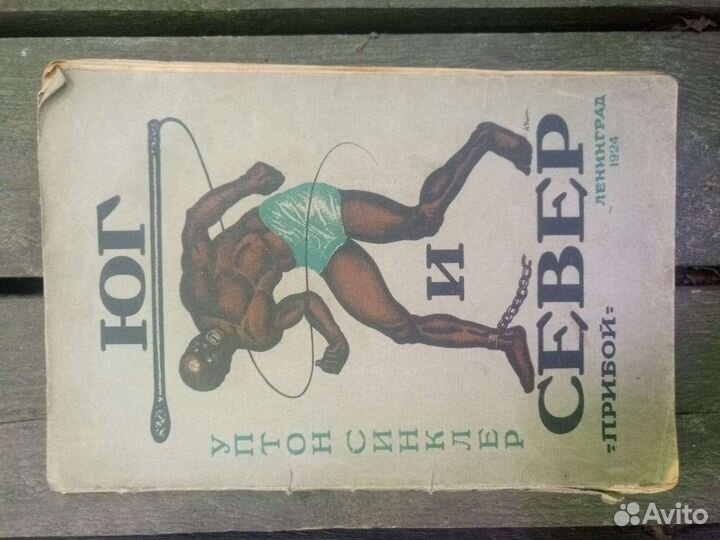 ЮГ
И
СЕВЕР
УПТОН СИНКЛЕР
„ПРИБОЙ“
ЛЕНИНГРАД
1924
Avito